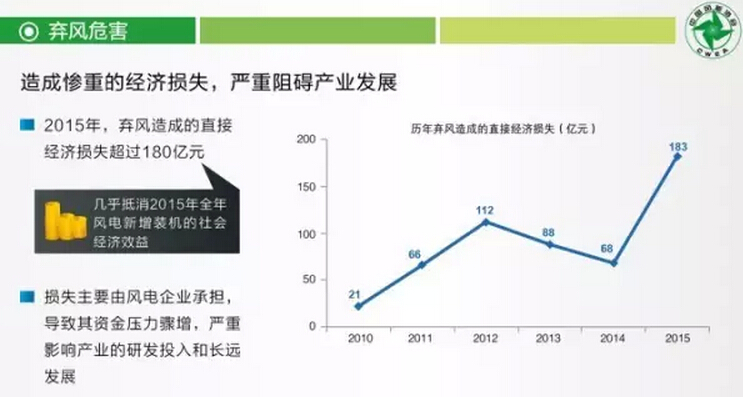 弃风危害
CWEA
造成惨重的经济损失，严重阻碍产业发展
2015年，弃风造成的直接
经济损失超过180亿元
几乎抵消2015年全年
风电新增装机的社会
经济效益
损失主要由风电企业承担，
导致其资金压力骤增，严重
影响产业的研发投入和长远
发展
历年弃风造成的直接经济损失（亿元）
200
150
100
50
0
21
66
112
88
68
183
2010
2011
2012
2013
2014
2015